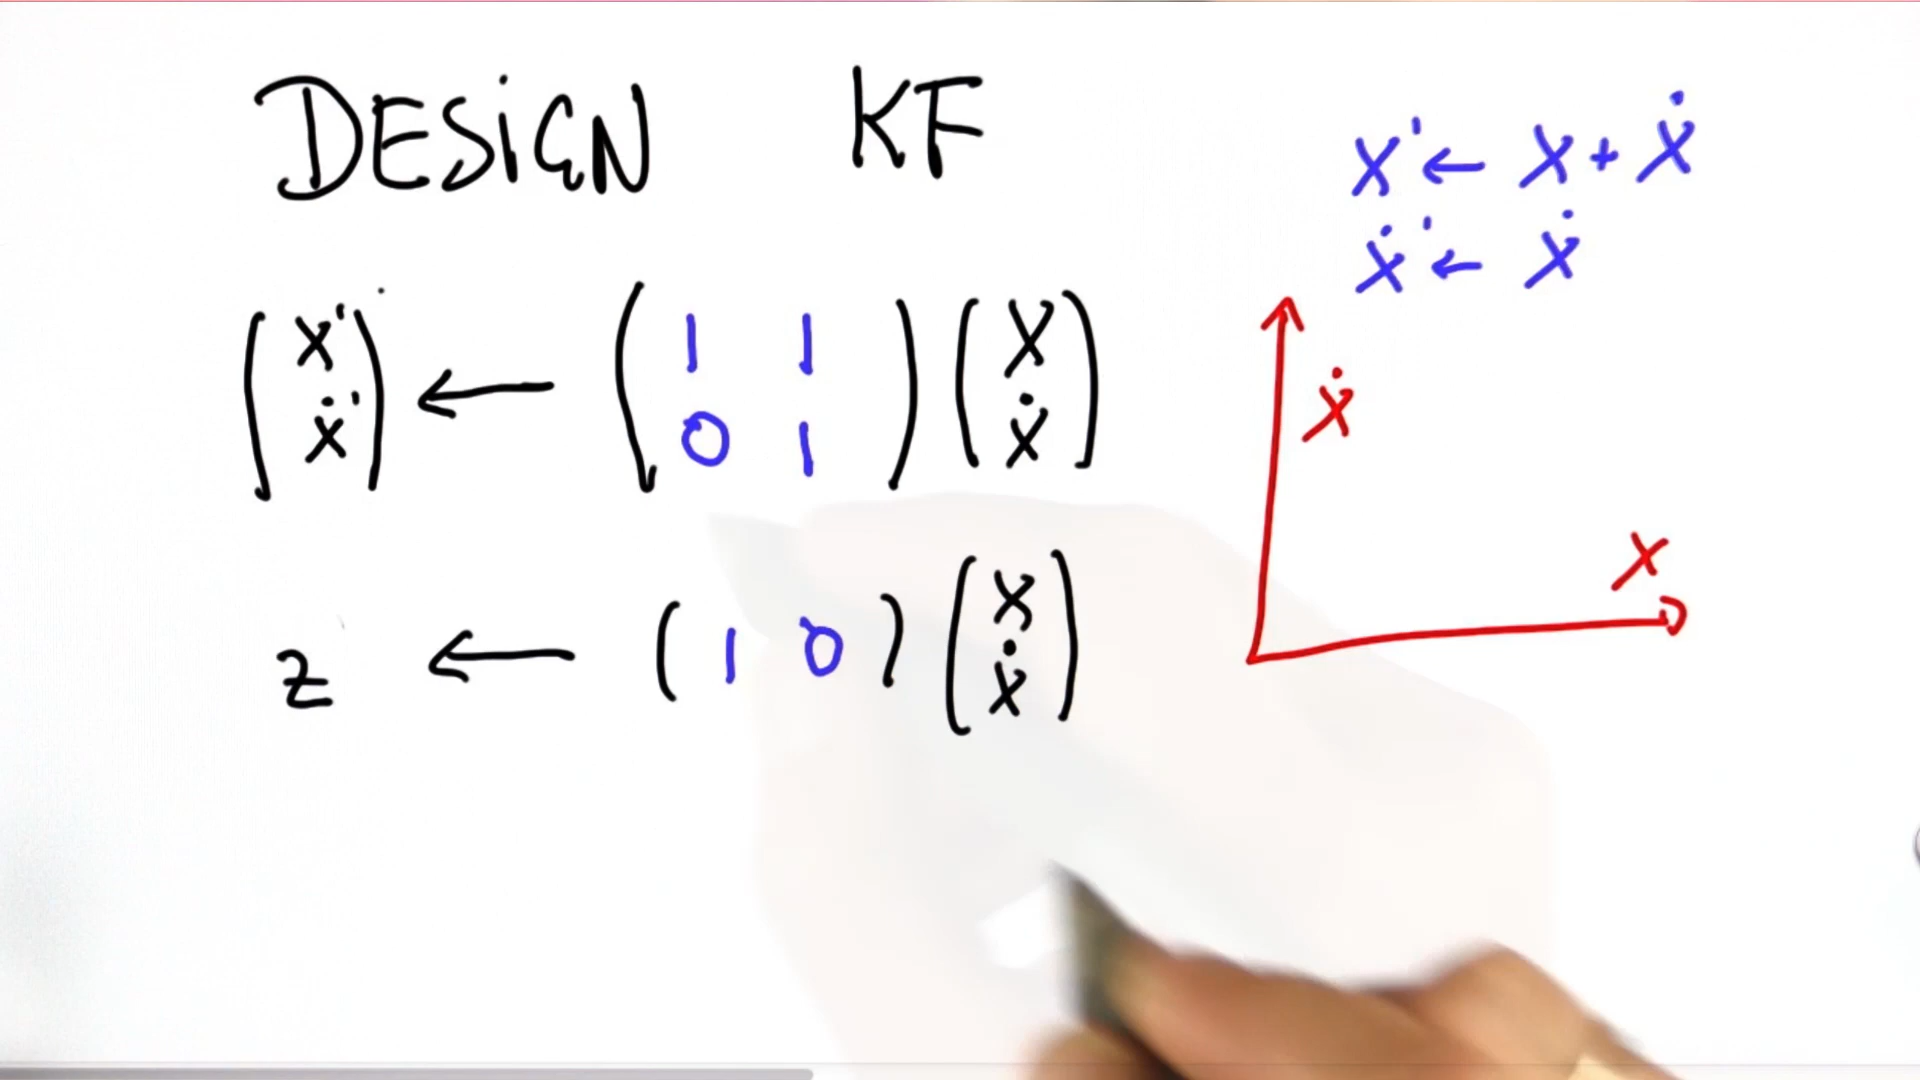 DESiGN KF
x' ← x + ẋ
ẋ' ← ẋ
(x' ẋ') ← (1 1 0 1) (x ẋ)
ẋ
x
z ← (1 0) (x ẋ)